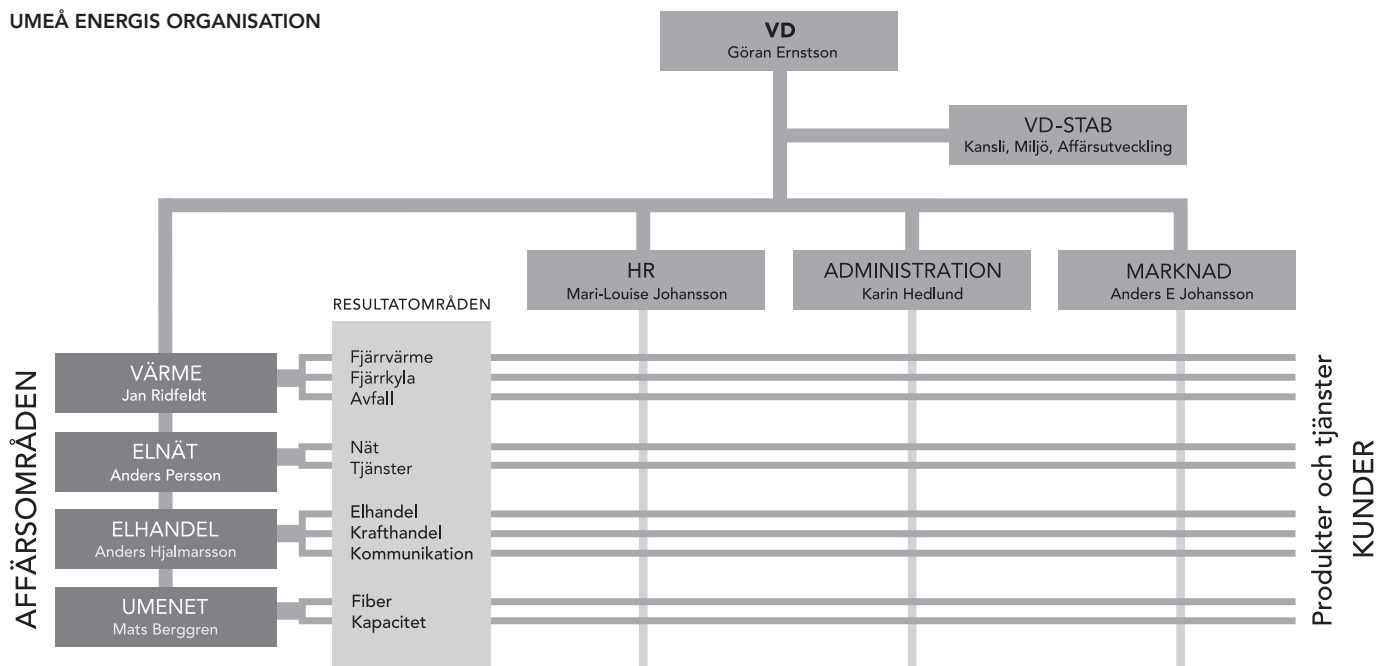 UMEÅ ENERGIS ORGANISATION
VD
Göran Ernstson
VD-STAB
Kansli, Miljö, Affärsutveckling
HR
Mari-Louise Johansson
ADMINISTRATION
Karin Hedlund
MARKNAD
Anders E Johansson
RESULTATOMRÅDEN
AFFÄRSOMRÅDEN
VÄRME
Jan Ridfeldt
Fjärrvärme
Fjärrkyla
Avfall
ELNÄT
Anders Persson
Nät
Tjänster
ELHANDEL
Anders Hjalmarsson
Elhandel
Krafthandel
Kommunikation
UMENET
Mats Berggren
Fiber
Kapacitet
Produkter och tjänster
KUNDER